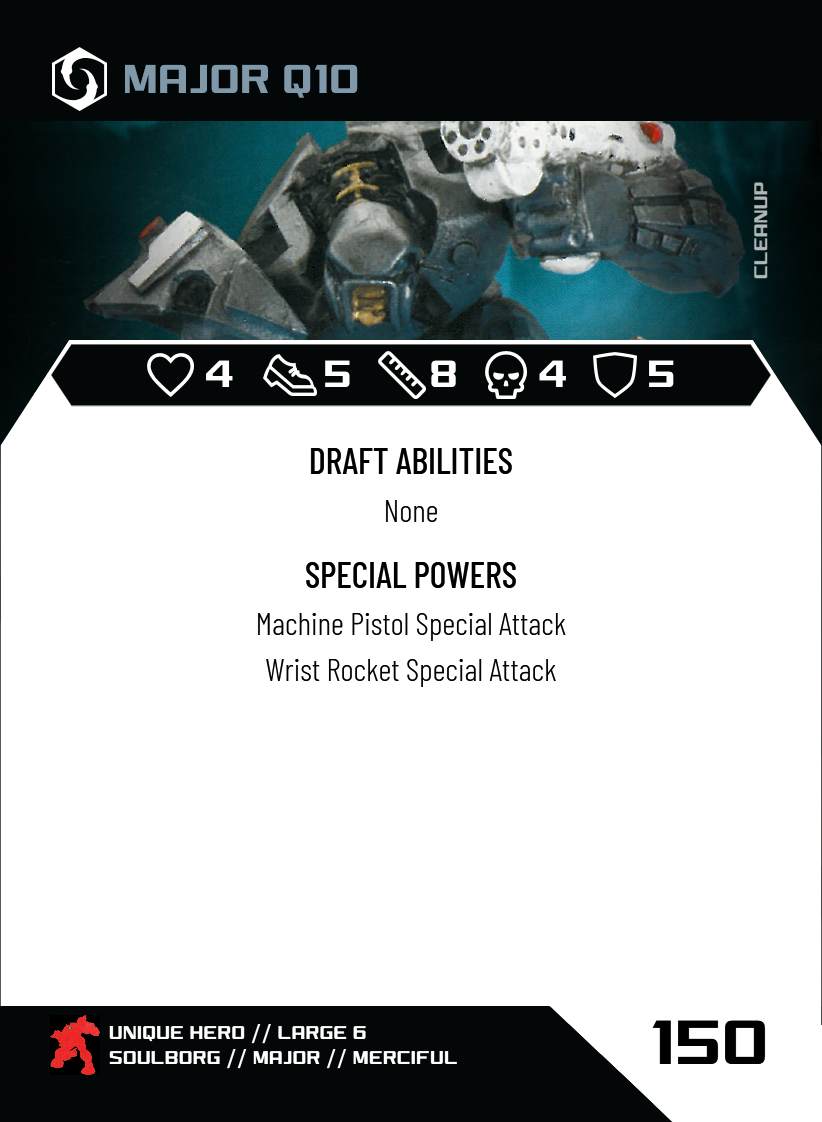 MAJOR Q10
CLEANUP
4 5 8 4 5
DRAFT ABILITIES
None
SPECIAL POWERS
Machine Pistol Special Attack
Wrist Rocket Special Attack
UNIQUE HERO // LARGE 6
SOULBORG // MAJOR // MERCIFUL
150